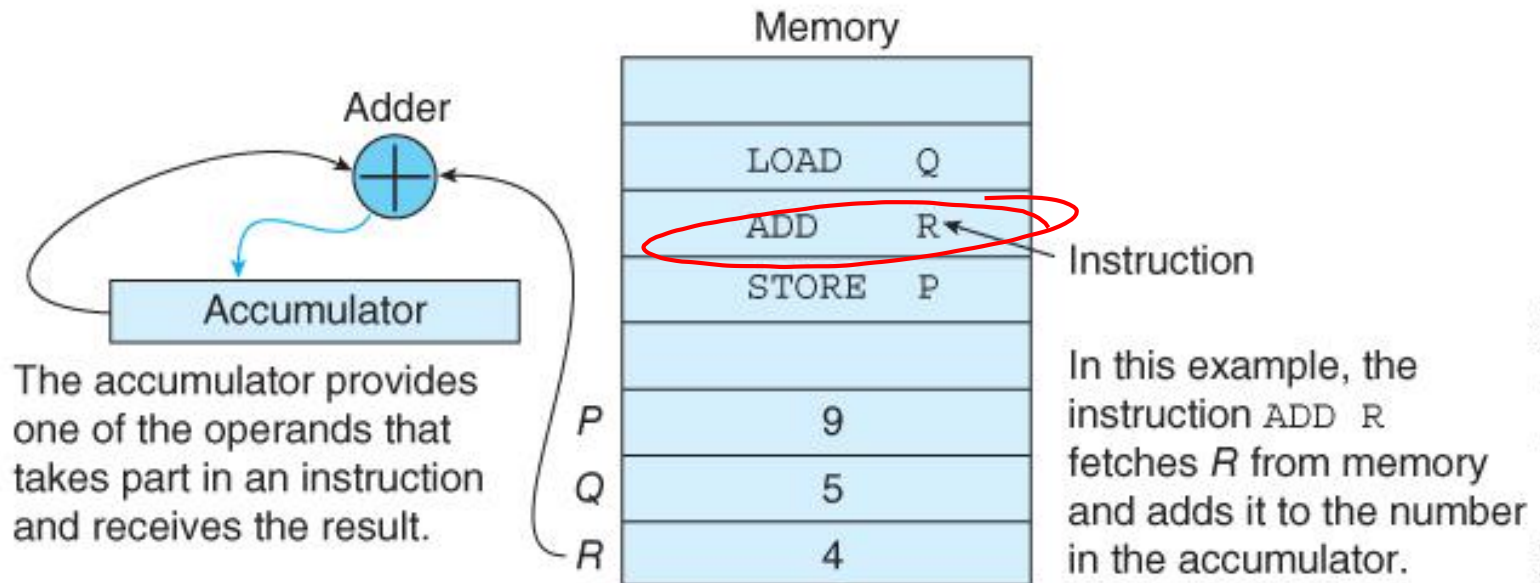 Memory
Adder
LOAD Q
ADD R
Instruction
STORE P
Accumulator
The accumulator provides
one of the operands that
takes part in an instruction
and receives the result.
In this example, the
instruction ADD R
fetches R from memory
and adds it to the number
in the accumulator.
P 9
Q 5
R 4